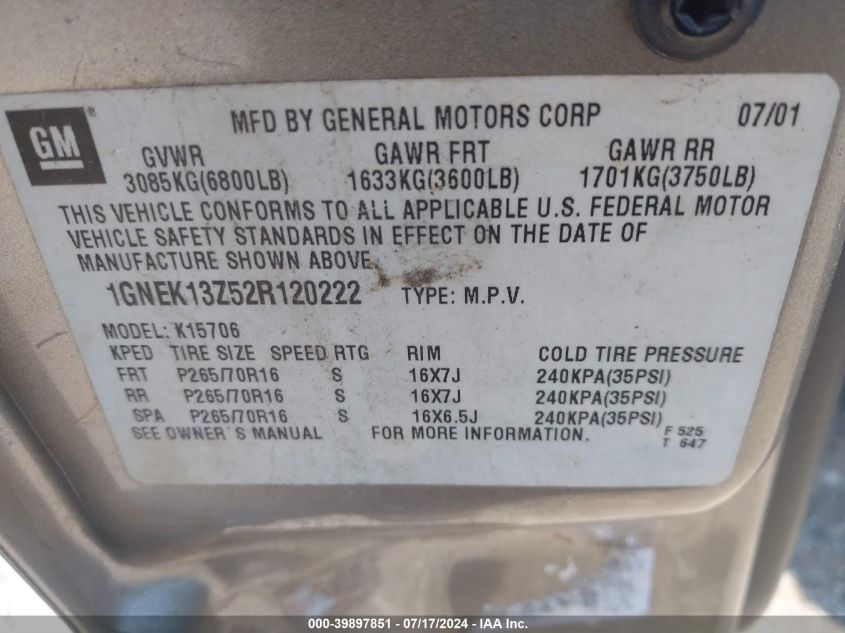 GM ®
MFD BY GENERAL MOTORS CORP 07/01
GVWR GAWR FRT GAWR RR
3085KG(6800LB) 1633KG(3600LB) 1701KG(3750LB)
THIS VEHICLE CONFORMS TO ALL APPLICABLE U.S. FEDERAL MOTOR
VEHICLE SAFETY STANDARDS IN EFFECT ON THE DATE OF
MANUFACTURE SHOWN ABOVE.
1GNEK13Z52R120222 TYPE: M.P.V.
MODEL: K15706
KPED TIRE SIZE SPEED RTG RIM COLD TIRE PRESSURE
FRT P265/70R16 S 16X7J 240KPA(35PSI)
RR P265/70R16 S 16X7J 240KPA(35PSI)
SPA P265/70R16 S 16X6.5J 240KPA(35PSI)
SEE OWNER'S MANUAL FOR MORE INFORMATION. F 525
T 647
000-39897851 - 07/17/2024 - IAA Inc.